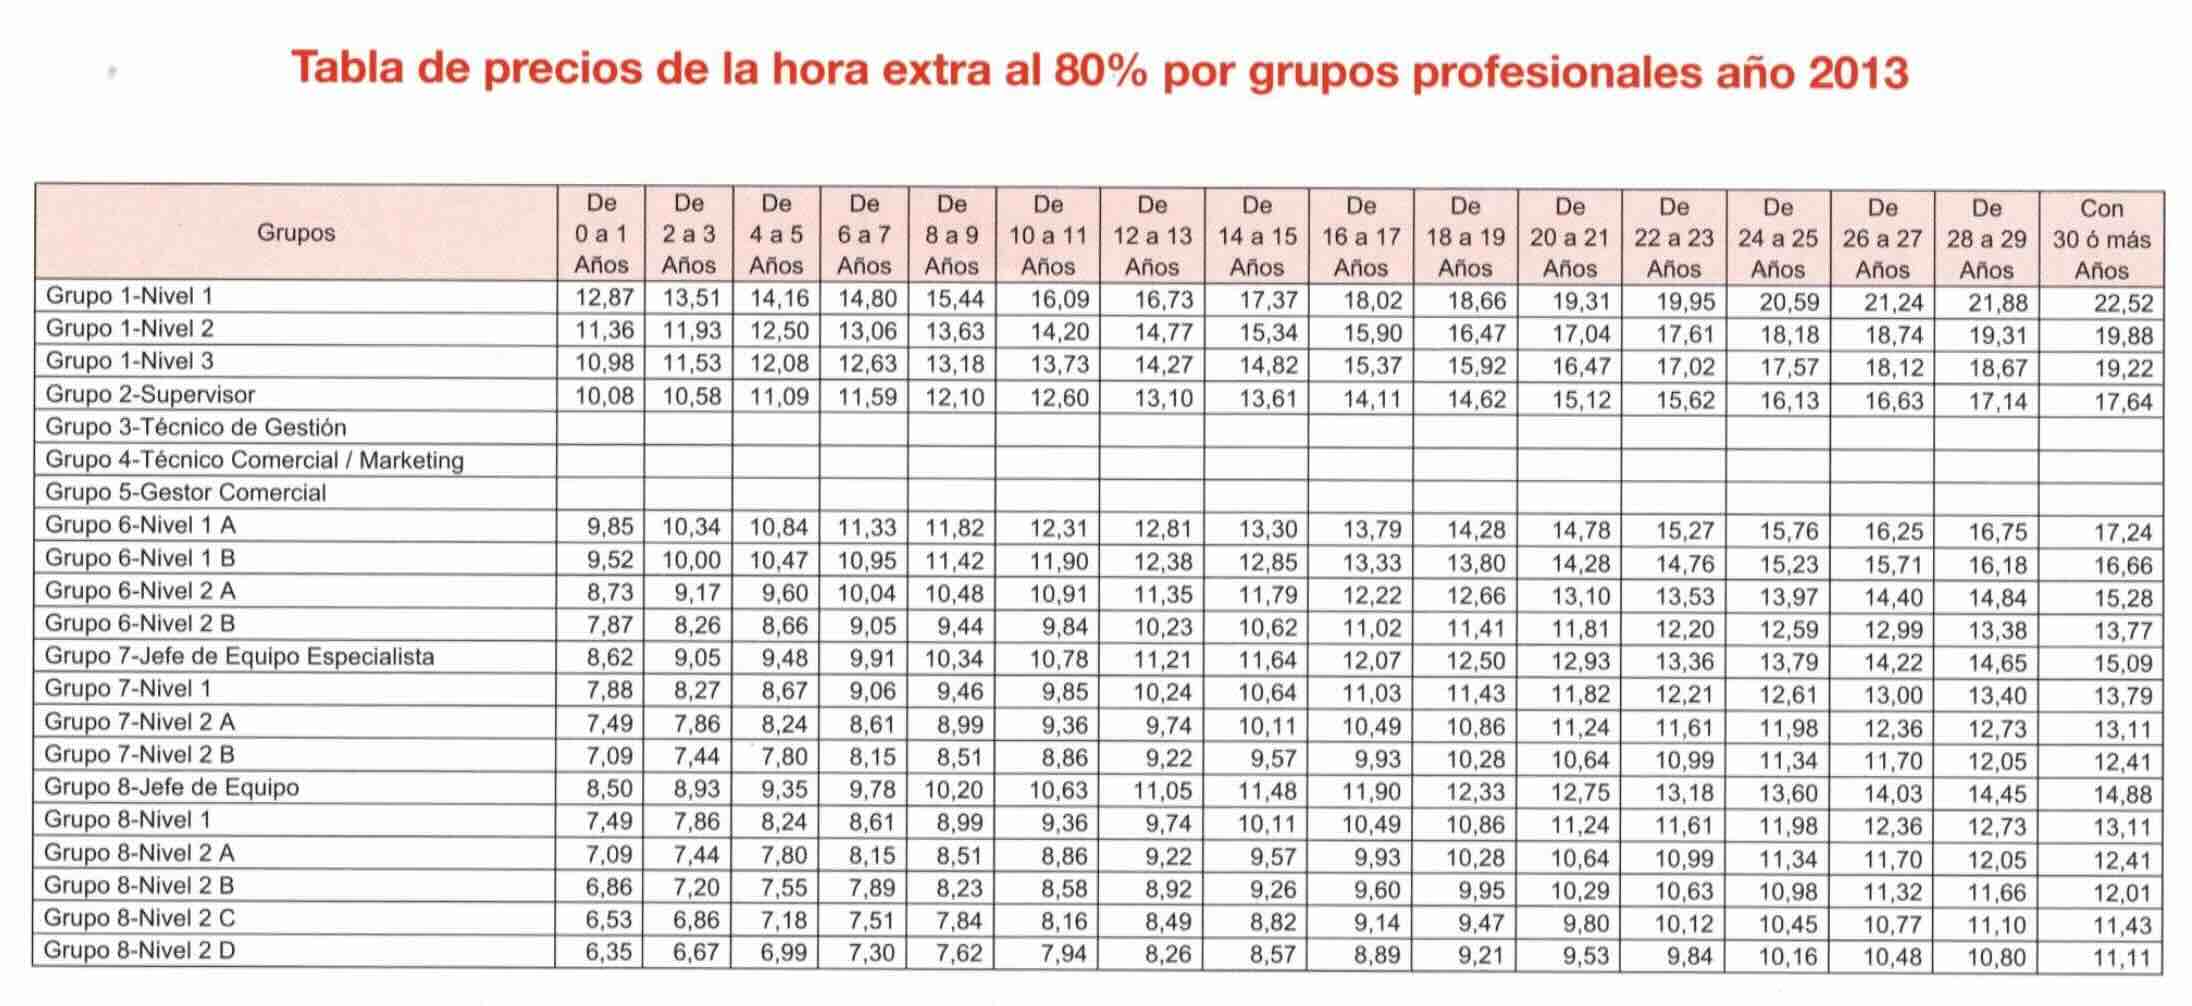 Tabla de precios de la hora extra al 80% por grupos profesionales año 2013
Grupos De 0 a 1 Años De 2 a 3 Años De 4 a 5 Años De 6 a 7 Años De 8 a 9 Años De 10 a 11 Años De 12 a 13 Años De 14 a 15 Años De 16 a 17 Años De 18 a 19 Años De 20 a 21 Años De 22 a 23 Años De 24 a 25 Años De 26 a 27 Años De 28 a 29 Años Con 30 ó más Años
Grupo 1-Nivel 1 12,87 13,51 14,16 14,80 15,44 16,09 16,73 17,37 18,02 18,66 19,31 19,95 20,59 21,24 21,88 22,52
Grupo 1-Nivel 2 11,36 11,93 12,50 13,06 13,63 14,20 14,77 15,34 15,90 16,47 17,04 17,61 18,18 18,74 19,31 19,88
Grupo 1-Nivel 3 10,98 11,53 12,08 12,63 13,18 13,73 14,27 14,82 15,37 15,92 16,47 17,02 17,57 18,12 18,67 19,22
Grupo 2-Supervisor 10,08 10,58 11,09 11,59 12,10 12,60 13,10 13,61 14,11 14,62 15,12 15,62 16,13 16,63 17,14 17,64
Grupo 3-Técnico de Gestión
Grupo 4-Técnico Comercial / Marketing
Grupo 5-Gestor Comercial
Grupo 6-Nivel 1 A 9,85 10,34 10,84 11,33 11,82 12,31 12,81 13,30 13,79 14,28 14,78 15,27 15,76 16,25 16,75 17,24
Grupo 6-Nivel 1 B 9,52 10,00 10,47 10,95 11,42 11,90 12,38 12,85 13,33 13,80 14,28 14,76 15,23 15,71 16,18 16,66
Grupo 6-Nivel 2 A 8,73 9,17 9,60 10,04 10,48 10,91 11,35 11,79 12,22 12,66 13,10 13,53 13,97 14,40 14,84 15,28
Grupo 6-Nivel 2 B 7,87 8,26 8,66 9,05 9,44 9,84 10,23 10,62 11,02 11,41 11,81 12,20 12,59 12,99 13,38 13,77
Grupo 7-Jefe de Equipo Especialista 8,62 9,05 9,48 9,91 10,34 10,78 11,21 11,64 12,07 12,50 12,93 13,36 13,79 14,22 14,65 15,09
Grupo 7-Nivel 1 7,88 8,27 8,67 9,06 9,46 9,85 10,24 10,64 11,03 11,43 11,82 12,21 12,61 13,00 13,40 13,79
Grupo 7-Nivel 2 A 7,49 7,86 8,24 8,61 8,99 9,36 9,74 10,11 10,49 10,86 11,24 11,61 11,98 12,36 12,73 13,11
Grupo 7-Nivel 2 B 7,09 7,44 7,80 8,15 8,51 8,86 9,22 9,57 9,93 10,28 10,64 10,99 11,34 11,70 12,05 12,41
Grupo 8-Jefe de Equipo 8,50 8,93 9,35 9,78 10,20 10,63 11,05 11,48 11,90 12,33 12,75 13,18 13,60 14,03 14,45 14,88
Grupo 8-Nivel 1 7,49 7,86 8,24 8,61 8,99 9,36 9,74 10,11 10,49 10,86 11,24 11,61 11,98 12,36 12,73 13,11
Grupo 8-Nivel 2 A 7,09 7,44 7,80 8,15 8,51 8,86 9,22 9,57 9,93 10,28 10,64 10,99 11,34 11,70 12,05 12,41
Grupo 8-Nivel 2 B 6,86 7,20 7,55 7,89 8,23 8,58 8,92 9,26 9,60 9,95 10,29 10,63 10,98 11,32 11,66 12,01
Grupo 8-Nivel 2 C 6,53 6,86 7,18 7,51 7,84 8,16 8,49 8,82 9,14 9,47 9,80 10,12 10,45 10,77 11,10 11,43
Grupo 8-Nivel 2 D 6,35 6,67 6,99 7,30 7,62 7,94 8,26 8,57 8,89 9,21 9,53 9,84 10,16 10,48 10,80 11,11